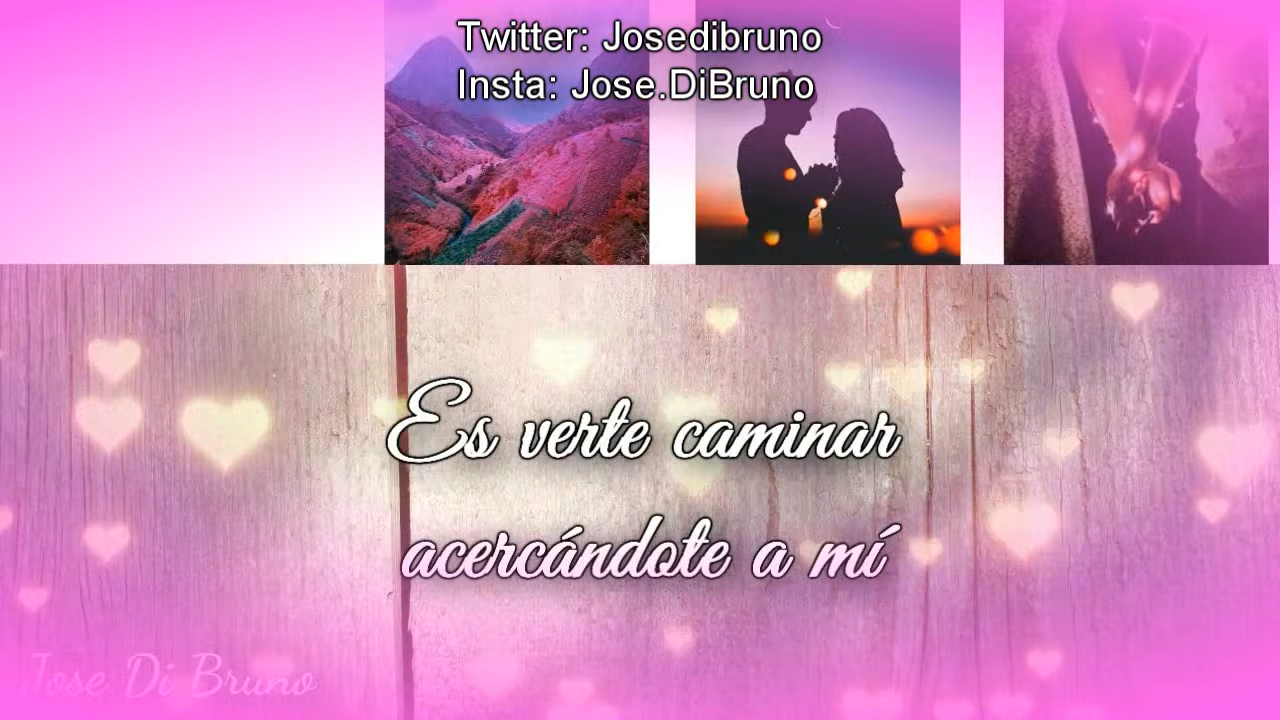 Twitter: Josedibruno
Insta: Jose.DiBruno
Es verte caminar
acercándote a mí
Jose Di Bruno